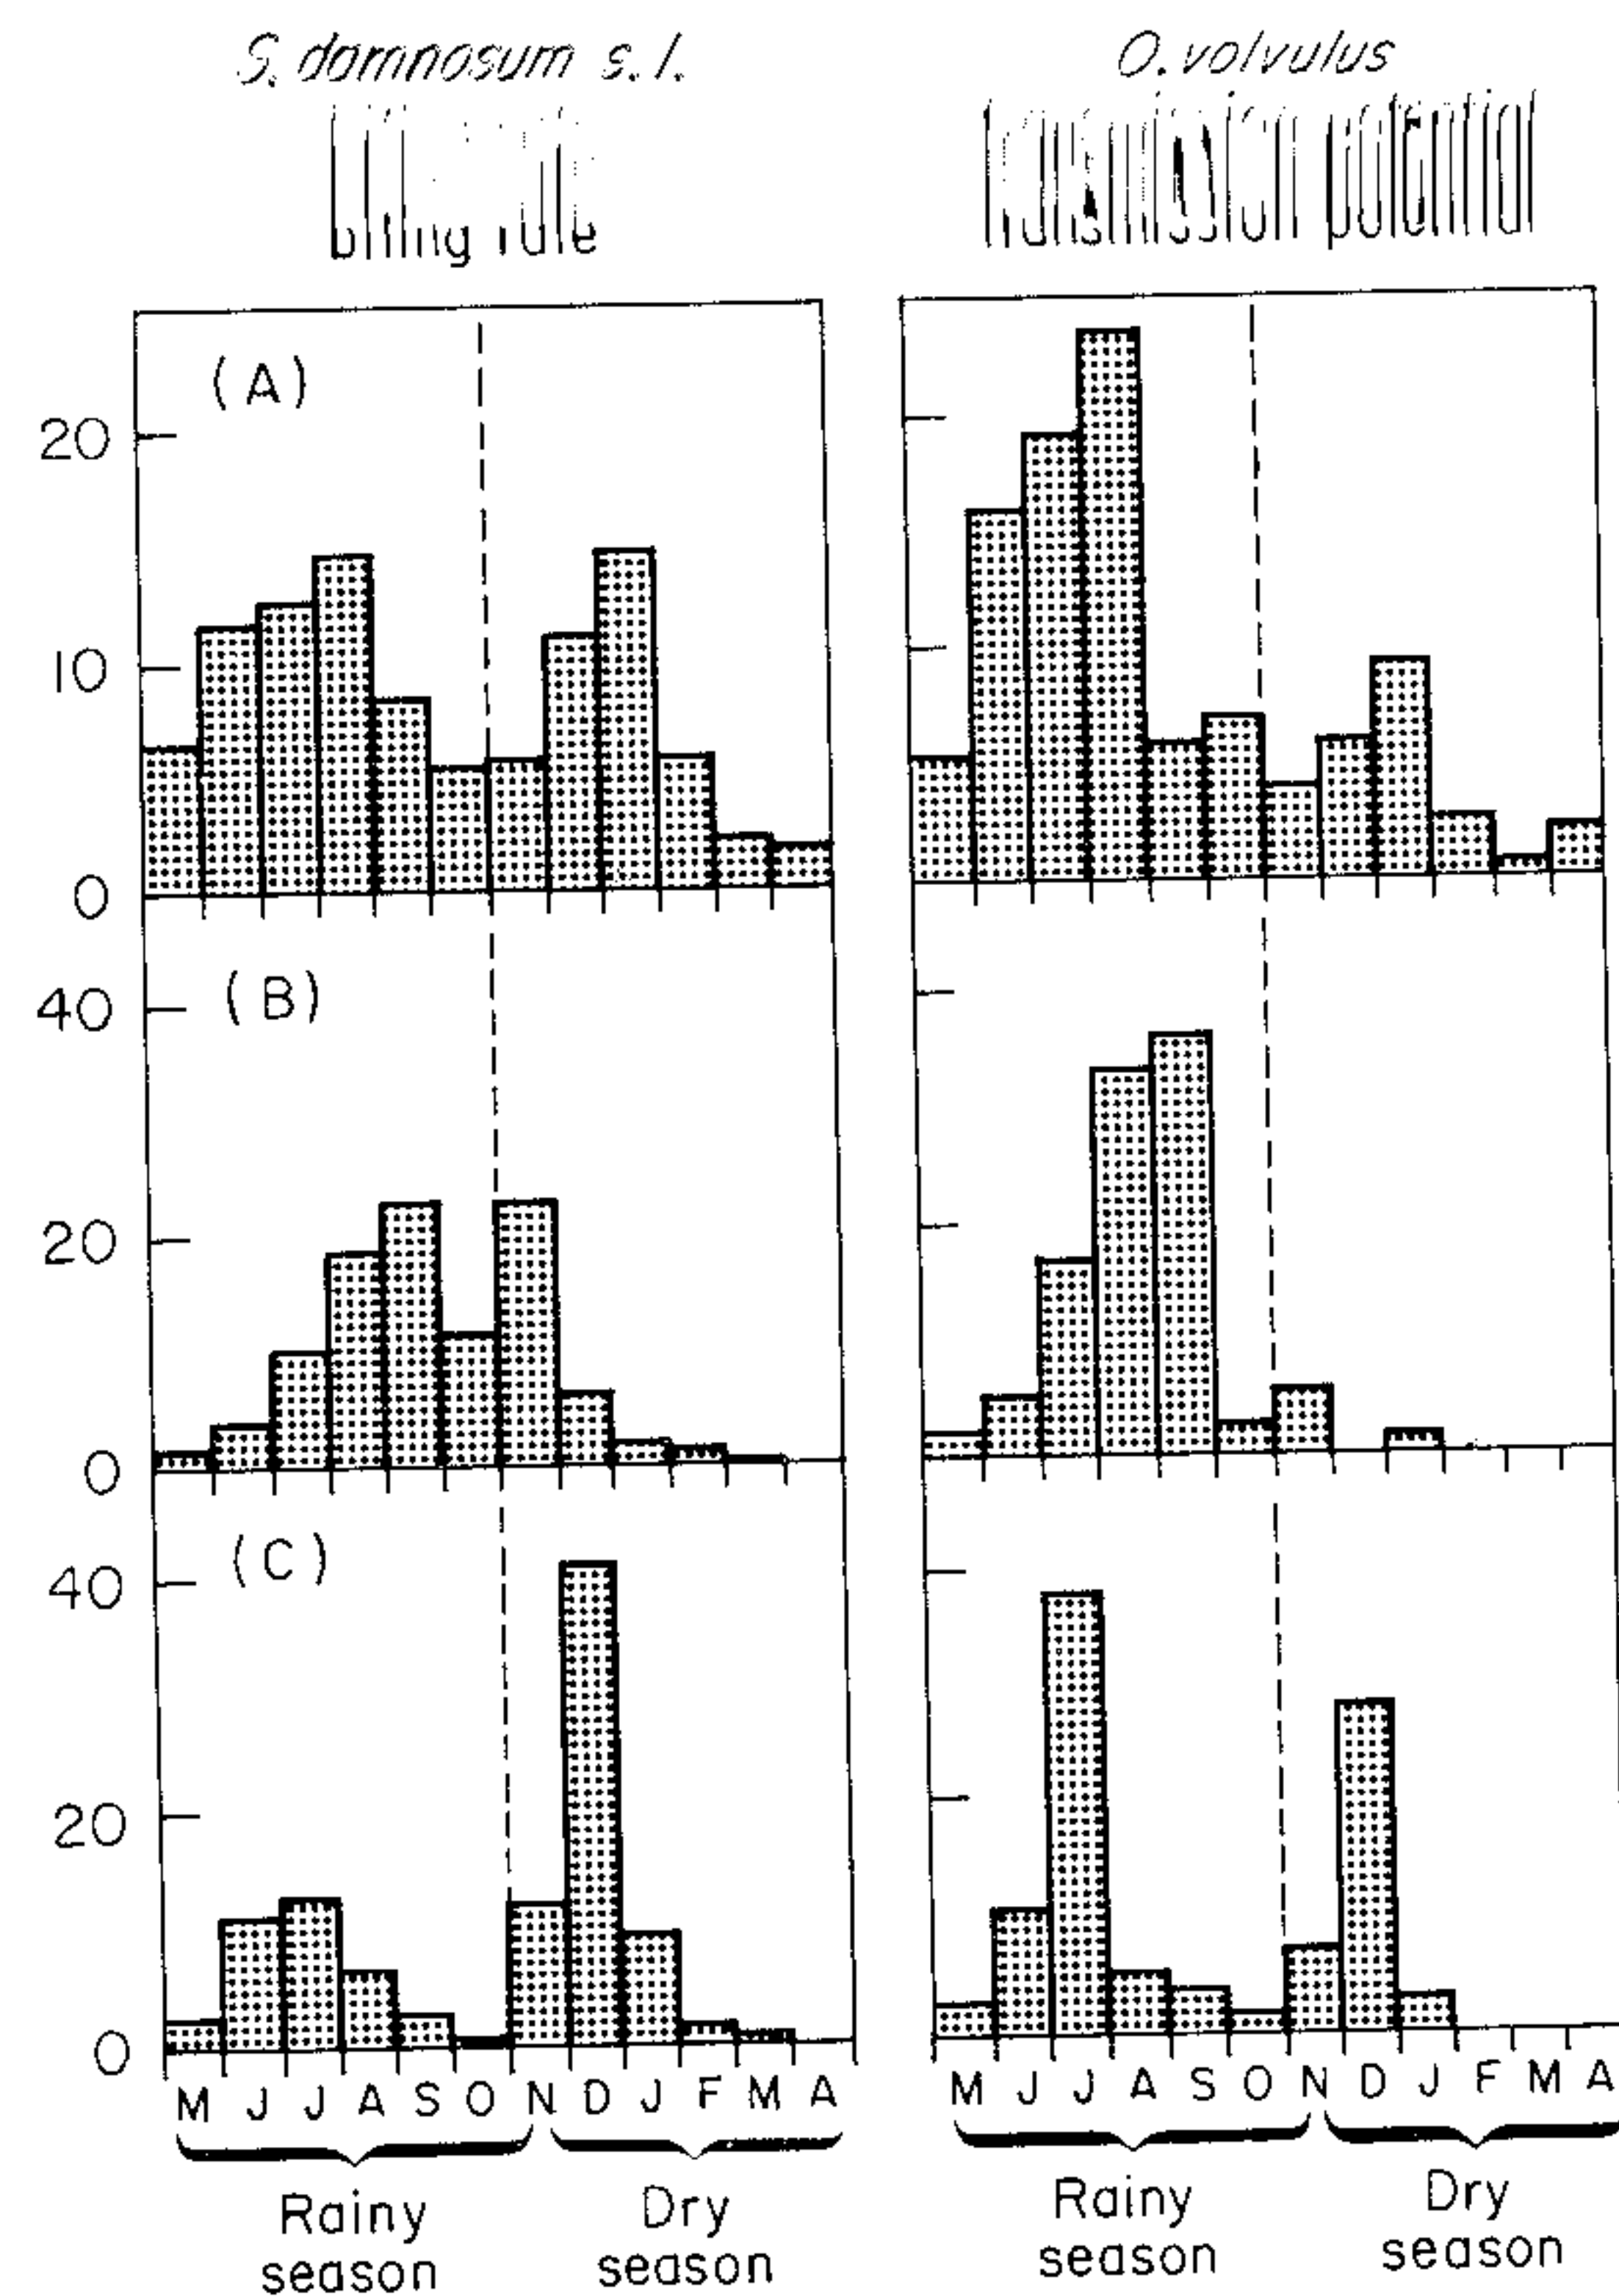 S. damnosum s. l.
biting rate
O. volvulus
transmission potential
(A)
20
10
0
(B)
40
20
0
(C)
40
20
0
M J J A S O N D J F M A
M J J A S O N D J F M A
Rainy season
Dry season
Rainy season
Dry season